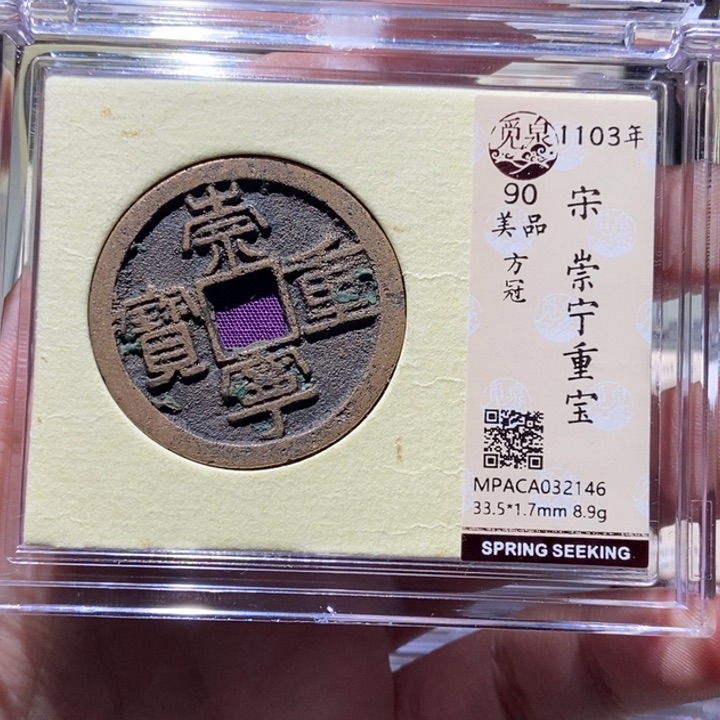 崇
重
寧
寶
觅泉
1103年
90
美品
方冠
宋 崇宁重宝
MPACA032146
33.5*1.7mm 8.9g
SPRING SEEKING